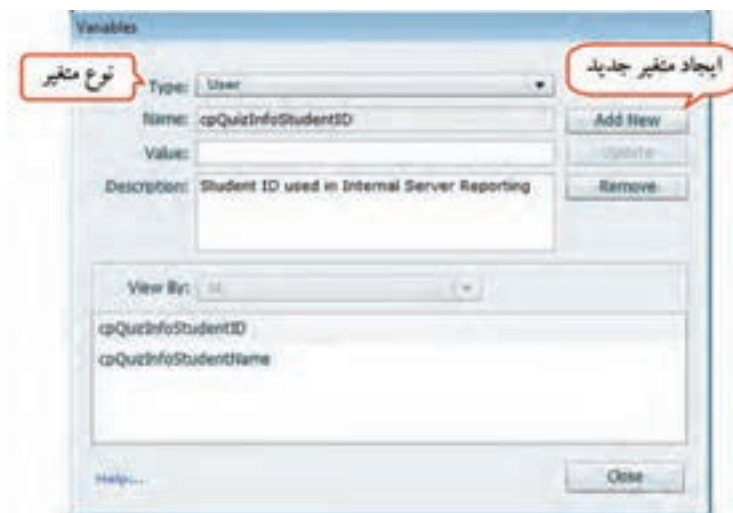 Variables
ایجاد متغیر جدید
نوع متغیر
Type: User
Name: cpQuizInfoStudentID
Add New
Value:
Update
Description: Student ID used in Internal Server Reporting
Remove
View By:
cpQuizInfoStudentID
cpQuizInfoStudentName
Help...
Close